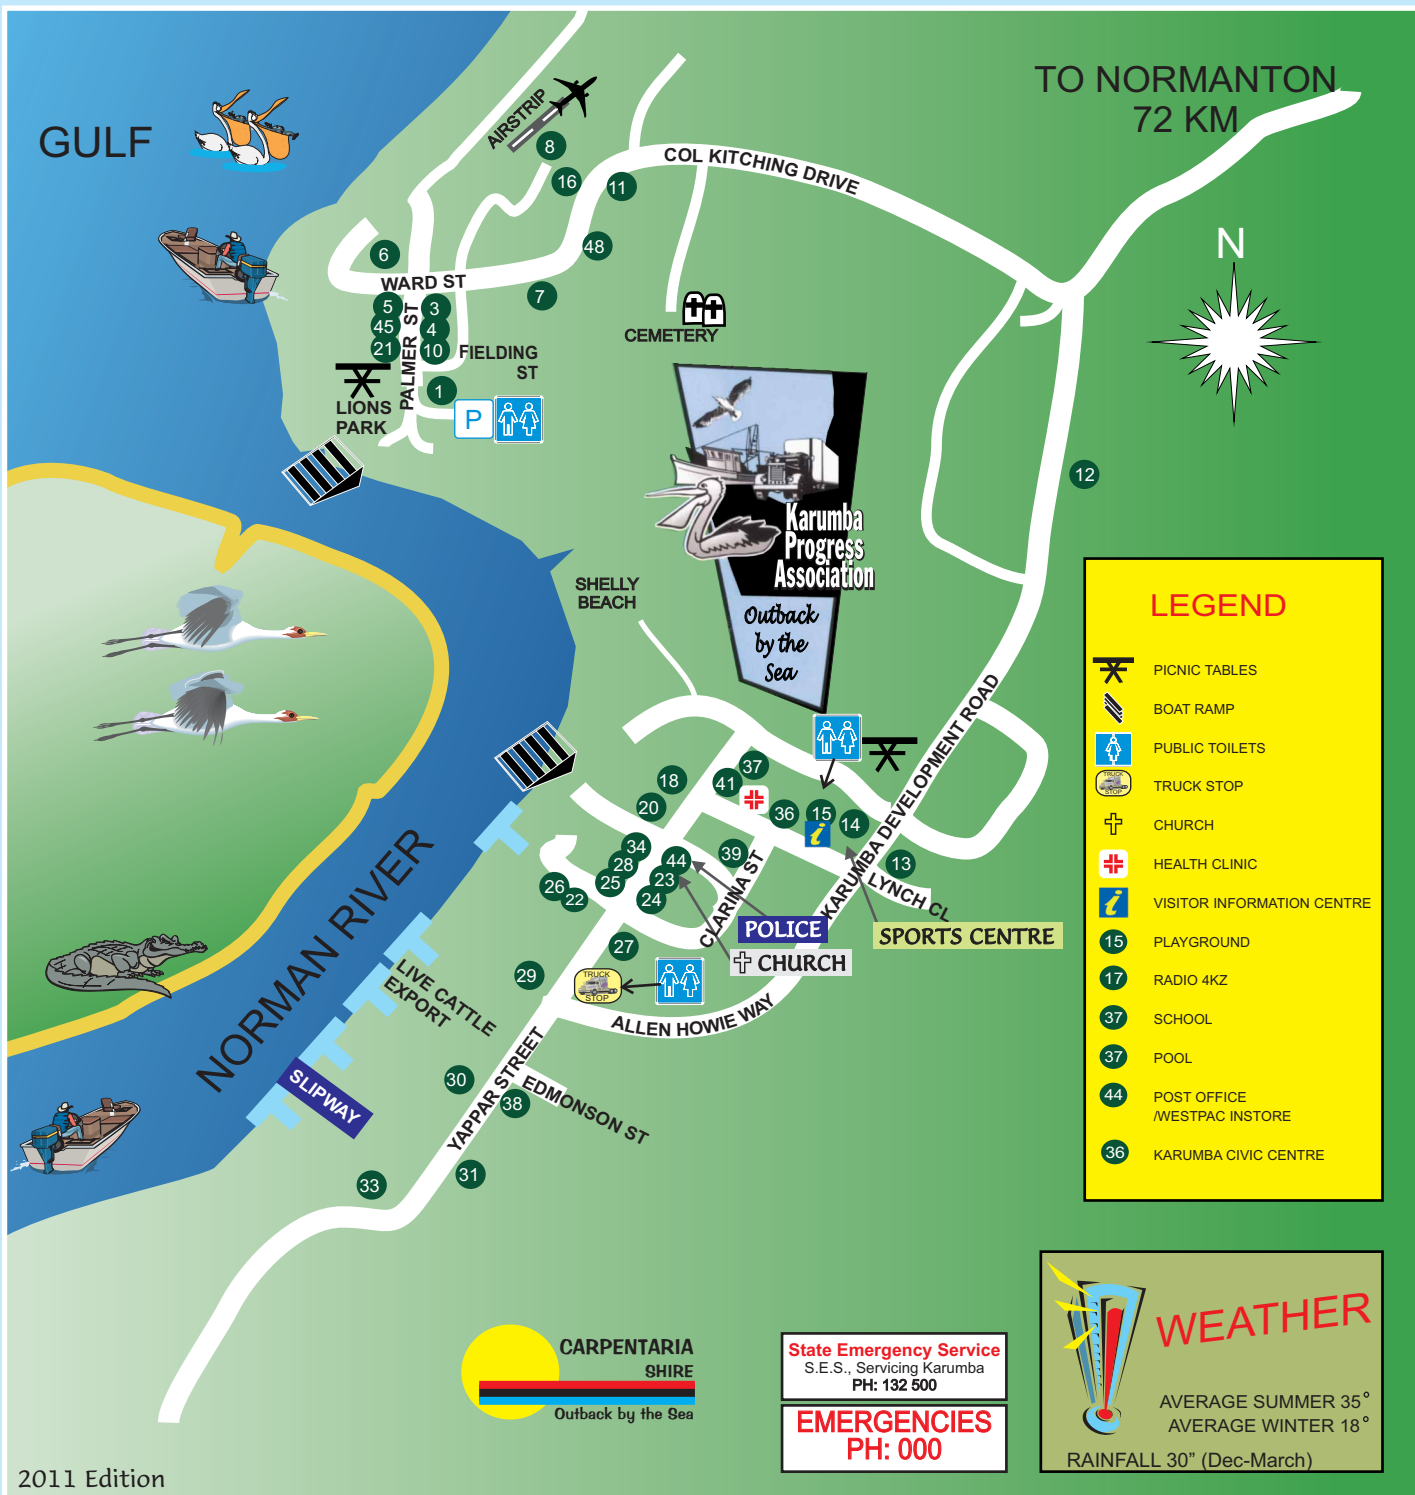 GULF
AIRSTRIP
TO NORMANTON
72 KM
COL KITCHING DRIVE
8
16
11
48
7
6
WARD ST
5
3
45
4
21
10
PALMER ST
FIELDING
ST
1
LIONS
PARK
P
CEMETERY
N
12
Karumba
Progress
Association
Outback
by the
Sea
SHELLY
BEACH
LEGEND
PICNIC TABLES
BOAT RAMP
PUBLIC TOILETS
TRUCK STOP
TRUCK STOP
CHURCH
HEALTH CLINIC
i VISITOR INFORMATION CENTRE
15 PLAYGROUND
17 RADIO 4KZ
37 SCHOOL
37 POOL
44 POST OFFICE
/WESTPAC INSTORE
36 KARUMBA CIVIC CENTRE
KARUMBA DEVELOPMENT ROAD
37
41
18
20
36
15
14
i
13
39
34
28
44
25
23
24
26
22
27
29
CLARINA ST
LYNCH CL
POLICE
CHURCH
SPORTS CENTRE
TRUCK
STOP
ALLEN HOWIE WAY
NORMAN RIVER
LIVE CATTLE
EXPORT
SLIPWAY
YAPPAR STREET
EDMONSON ST
30
38
31
33
CARPENTARIA
SHIRE
Outback by the Sea
State Emergency Service
S.E.S., Servicing Karumba
PH: 132 500
EMERGENCIES
PH: 000
WEATHER
AVERAGE SUMMER 35°
AVERAGE WINTER 18°
RAINFALL 30” (Dec-March)
2011 Edition